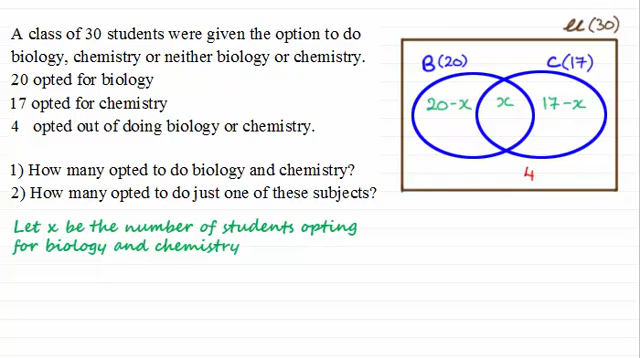 A class of 30 students were given the option to do
biology, chemistry or neither biology or chemistry.
20 opted for biology
17 opted for chemistry
4 opted out of doing biology or chemistry.
1) How many opted to do biology and chemistry?
2) How many opted to do just one of these subjects?
Let x be the number of students opting
for biology and chemistry
𝓤(30)
B(20) C(17)
20-x x 17-x
4